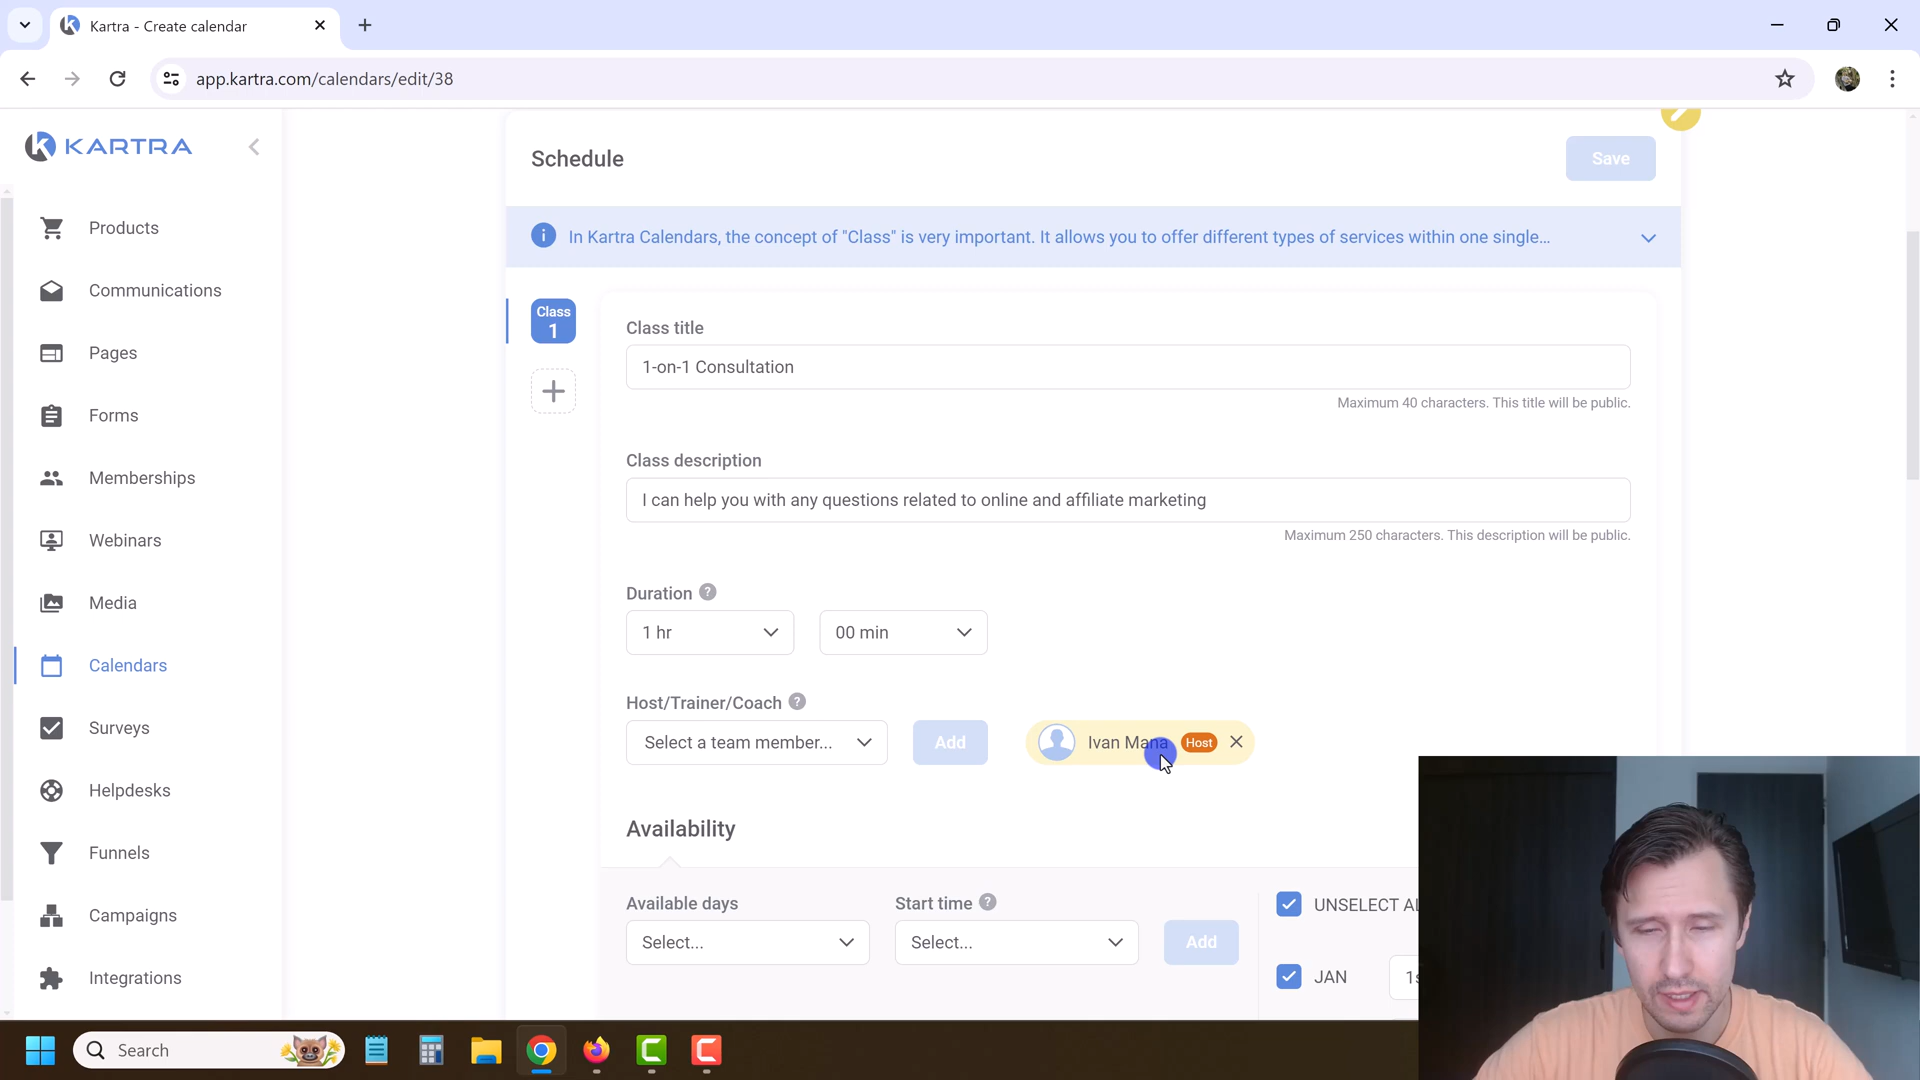 Kartra - Create calendar
app.kartra.com/calendars/edit/38
KARTRA
Products
Communications
Pages
Forms
Memberships
Webinars
Media
Calendars
Surveys
Helpdesks
Funnels
Campaigns
Integrations
Schedule
Save
In Kartra Calendars, the concept of "Class" is very important. It allows you to offer different types of services within one single...
Class
1
Class title
1-on-1 Consultation
Maximum 40 characters. This title will be public.
Class description
I can help you with any questions related to online and affiliate marketing
Maximum 250 characters. This description will be public.
Duration
1 hr
00 min
Host/Trainer/Coach
Select a team member...
Add
Ivan Mana
Host
Availability
Available days
Start time
Select...
Select...
Add
UNSELECT
JAN
Search